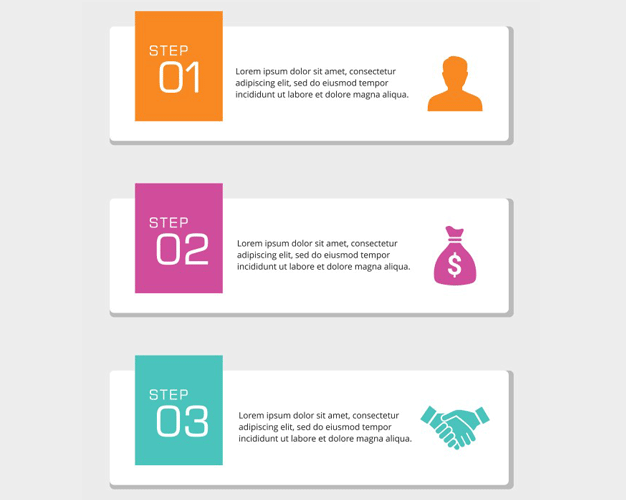 STEP
01
Lorem ipsum dolor sit amet, consectetur
adipiscing elit, sed do eiusmod tempor
incididunt ut labore et dolore magna aliqua.
STEP
02
Lorem ipsum dolor sit amet, consectetur
adipiscing elit, sed do eiusmod tempor
incididunt ut labore et dolore magna aliqua.
$
STEP
03
Lorem ipsum dolor sit amet, consectetur
adipiscing elit, sed do eiusmod tempor
incididunt ut labore et dolore magna aliqua.